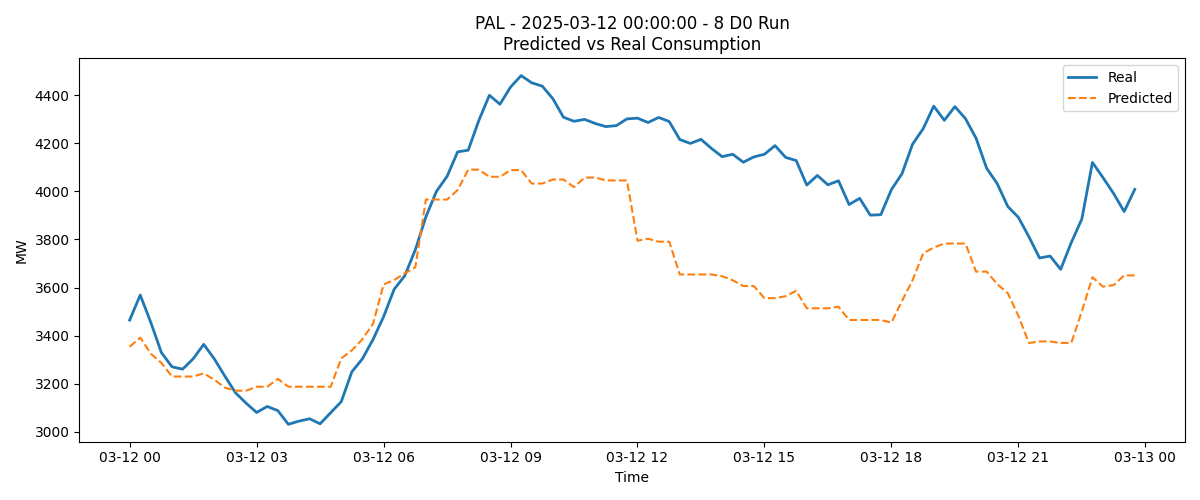 PAL - 2025-03-12 00:00:00 - 8 D0 Run
Predicted vs Real Consumption
Real
Predicted
MW
4400
4200
4000
3800
3600
3400
3200
3000
03-12 00
03-12 03
03-12 06
03-12 09
03-12 12
03-12 15
03-12 18
03-12 21
03-13 00
Time